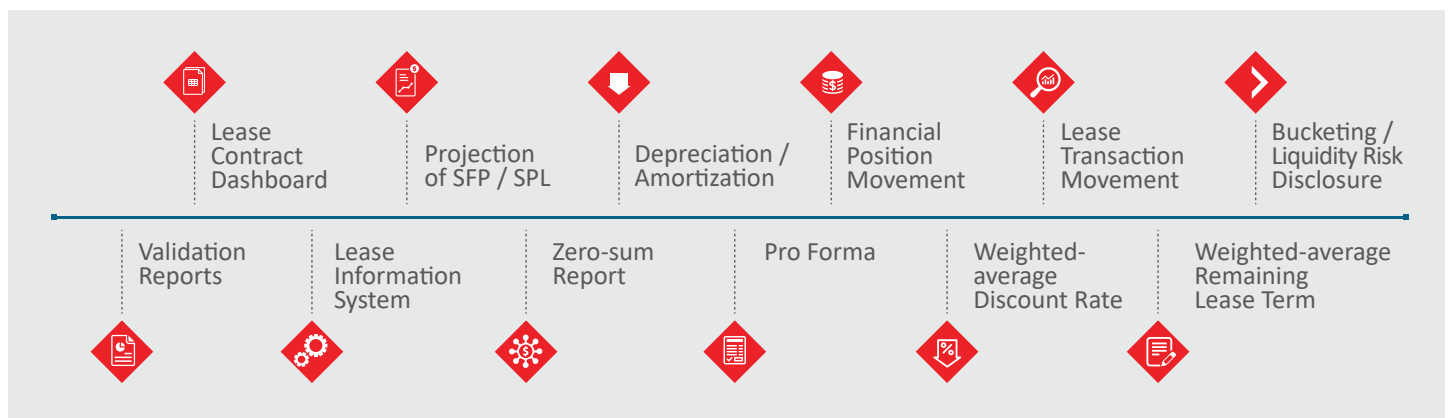 Lease
Contract
Dashboard
Projection
of SFP / SPL
Depreciation /
Amortization
Financial
Position
Movement
Lease
Transaction
Movement
Bucketing /
Liquidity Risk
Disclosure
Validation
Reports
Lease
Information
System
Zero-sum
Report
Pro Forma
Weighted-
average
Discount Rate
Weighted-average
Remaining
Lease Term